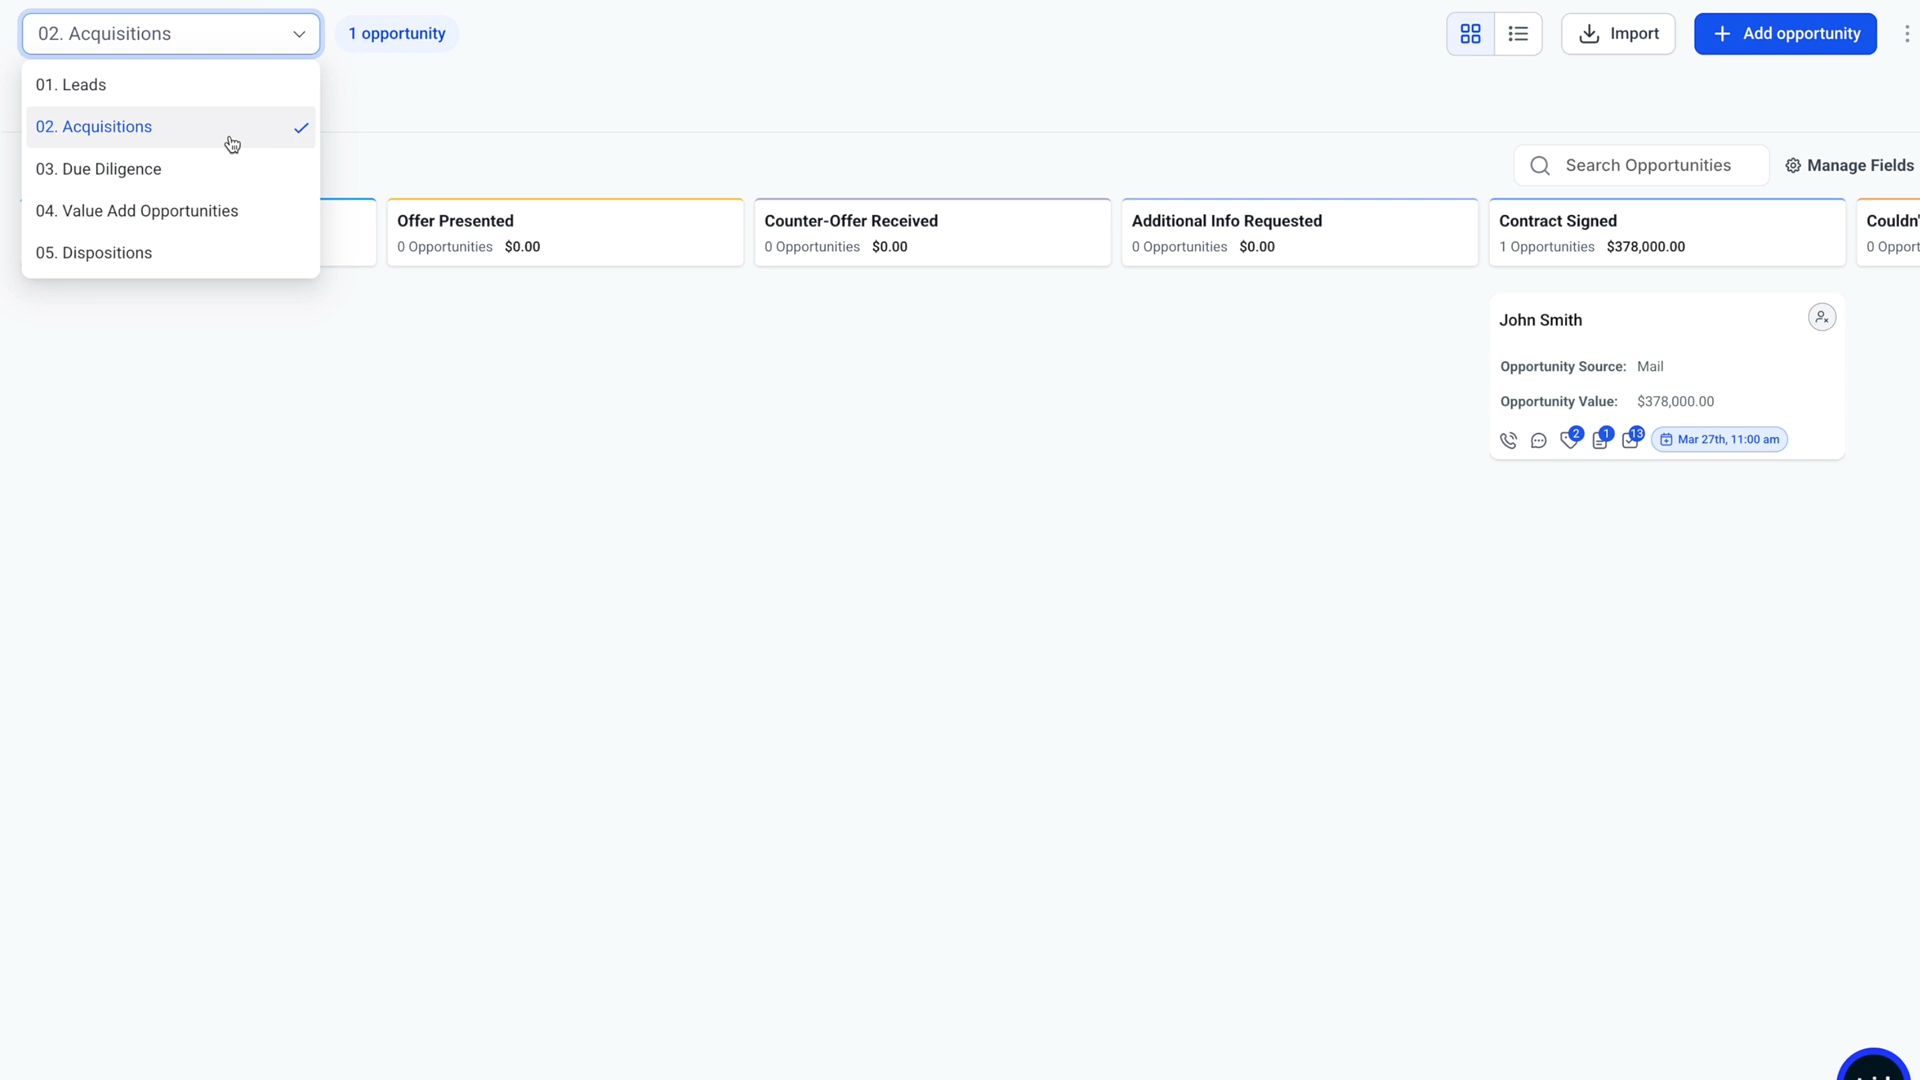 02. Acquisitions
1 opportunity
Import
+ Add opportunity
01. Leads
02. Acquisitions
03. Due Diligence
04. Value Add Opportunities
05. Dispositions
Search Opportunities
Manage Fields
Offer Presented
0 Opportunities $0.00
Counter-Offer Received
0 Opportunities $0.00
Additional Info Requested
0 Opportunities $0.00
Contract Signed
1 Opportunities $378,000.00
Couldn'
0 Opport
John Smith
Opportunity Source: Mail
Opportunity Value: $378,000.00
2
1
13
Mar 27th, 11:00 am